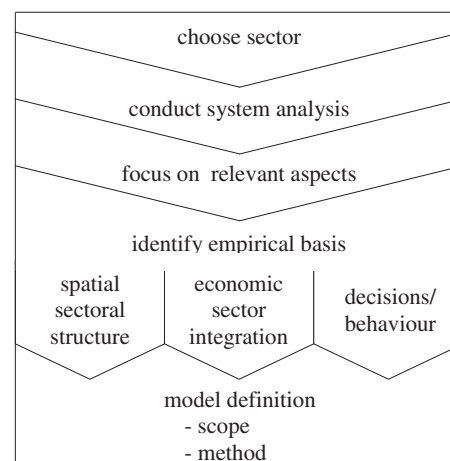 choose sector
conduct system analysis
focus on relevant aspects
identify empirical basis
spatial
sectoral
structure
economic
sector
integration
decisions/
behaviour
model definition
- scope
- method